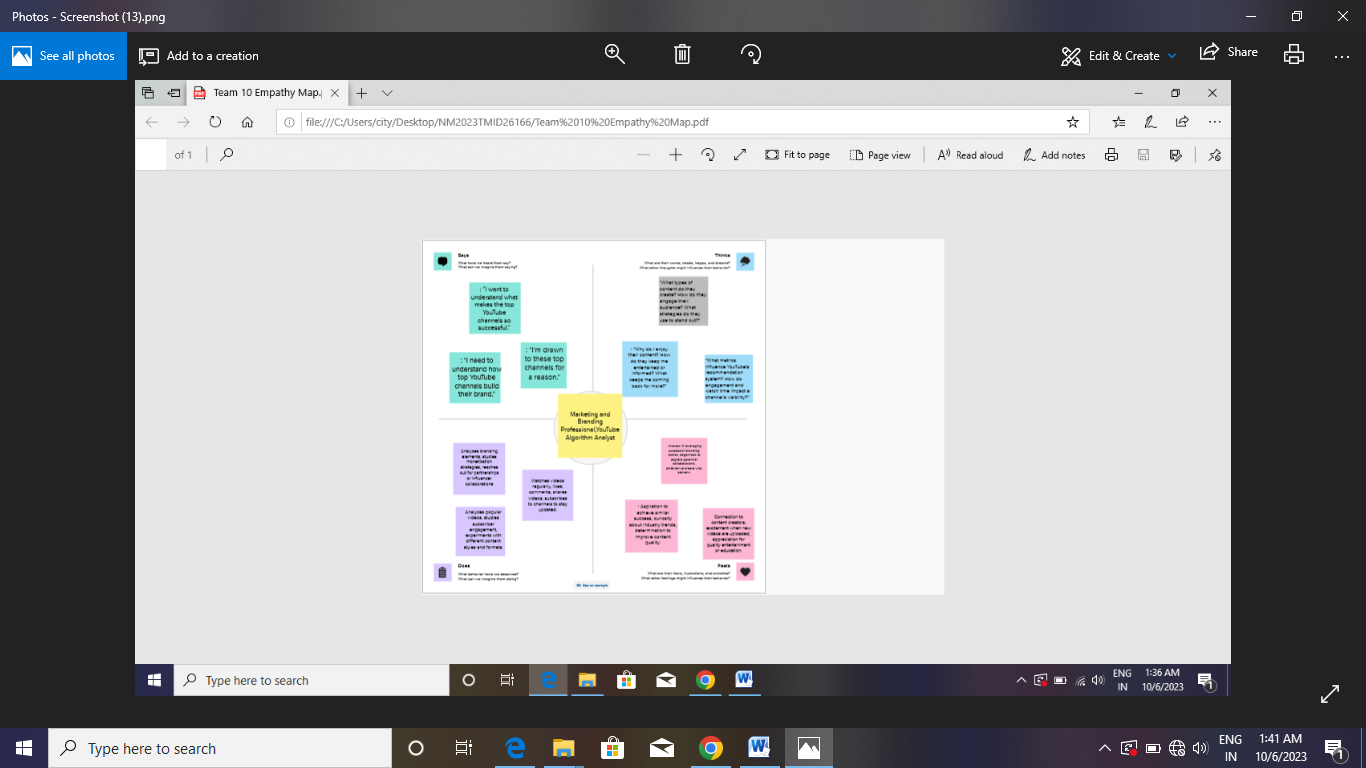 Photos - Screenshot (13).png
See all photos
Add to a creation
Edit & Create
Share
Team 10 Empathy Map.
file:///C:/Users/city/Desktop/NM2023TMID26166/Team%2010%20Empathy%20Map.pdf
of 1
Fit to page
Page view
Read aloud
Add notes
Says
What have we heard them say?
What can we imagine them saying?
Thinks
What are their wants, needs, hopes, and dreams?
What other thoughts might influence their behavior?
: "I want to
understand what
makes the top
YouTube
channels so
successful."
"What types of
content do they
create? How do they
engage their
audience? What
strategies do they
use to stand out?"
: "I need to
understand how
top YouTube
channels build
their brand."
: "I'm drawn
to these top
channels for
a reason."
: "Why do I enjoy
their content? How
do they keep me
entertained or
informed? What
keeps me coming
back for more?"
"What metrics
influence YouTube's
recommendation
system? How do
engagement and
watch time impact a
channel's visibility?"
Marketing and
Branding
Professional,YouTube
Algorithm Analyst
Analyzes branding
elements, studies
monetization
strategies, reaches
out for partnerships
or influencer
collaborations
Watches videos
regularly, likes,
comments, shares
videos, subscribes
to channels to stay
updated.
Analyzes popular
videos, studies
subscriber
engagement,
experiments with
different content
styles and formats
Interest in leveraging
successful branding
collaborations,
: Aspiration to
achieve similar
success, curiosity
about industry trends,
determination to
improve content
quality.
Connection to
content creators,
excitement when new
videos are uploaded,
appreciation for
quality entertainment
or education.
Does
What behavior have we observed?
What can we imagine them doing?
Feels
What are their fears, frustrations, and anxieties?
What other feelings might influence their behavior?
See an example
Type here to search
ENG
IN
1:36 AM
10/6/2023
1
Type here to search
ENG
IN
1:41 AM
10/6/2023
1